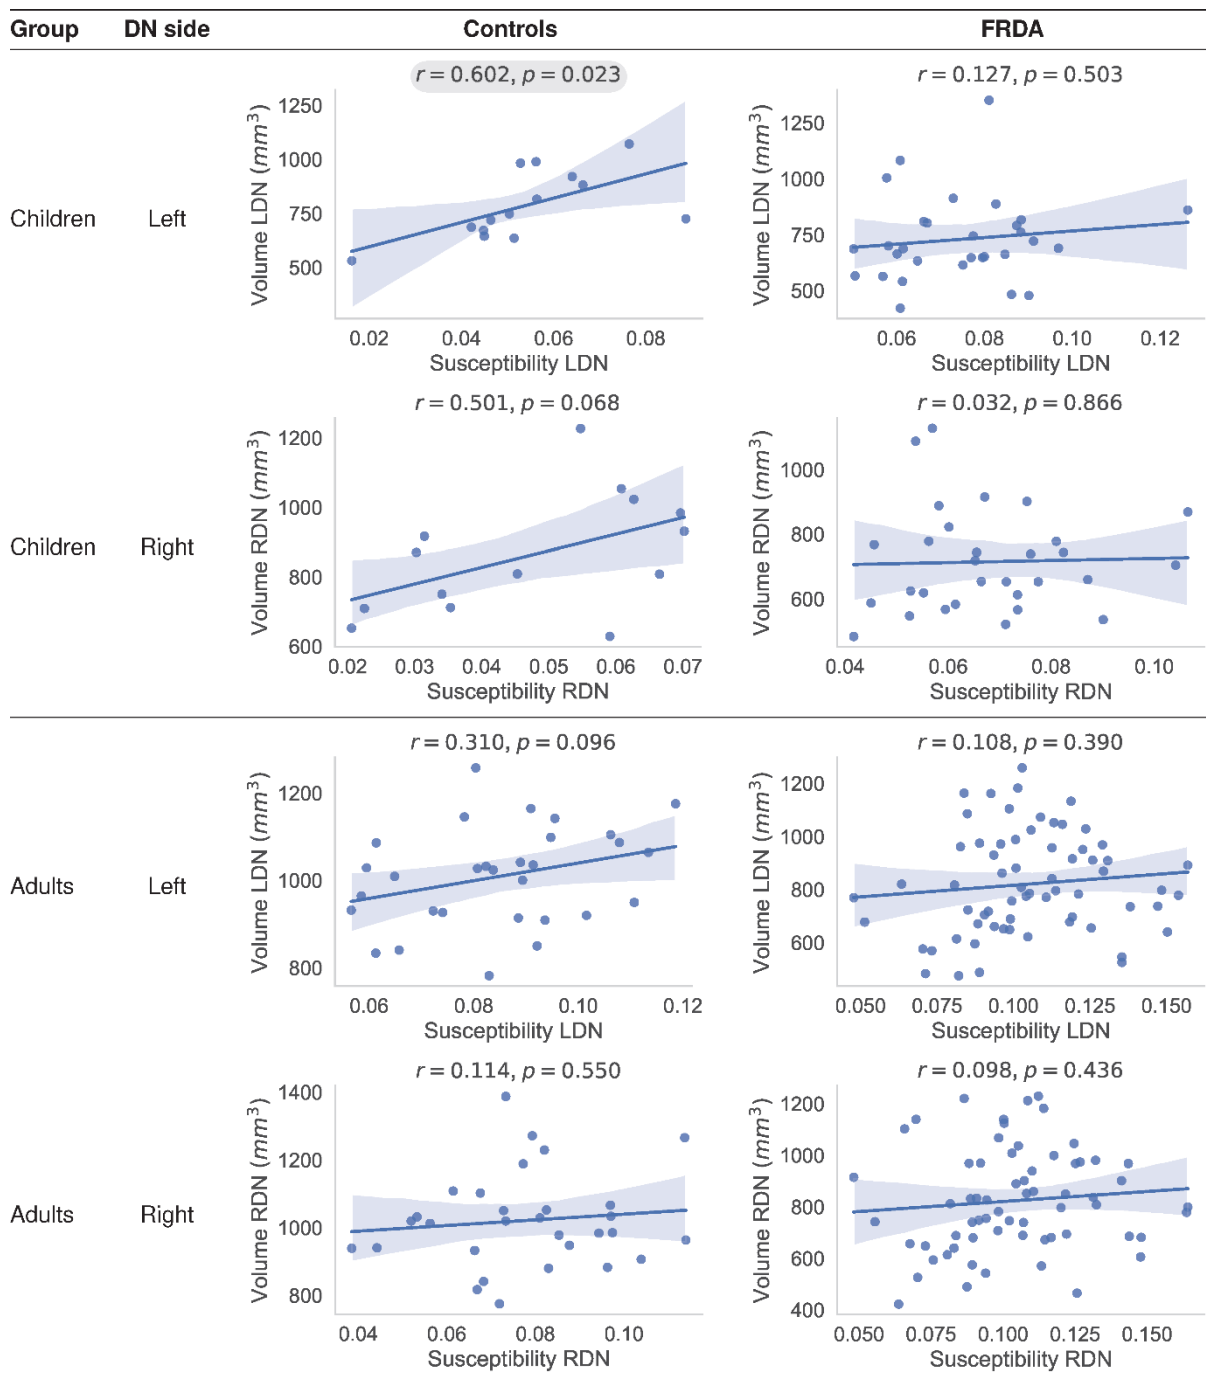 Group DN side Controls FRDA
r = 0.602, p = 0.023
r = 0.127, p = 0.503
Children Left
Volume LDN (mm³)
1250
1000
750
500
0.02 0.04 0.06 0.08
Susceptibility LDN
Volume LDN (mm³)
1250
1000
750
500
0.06 0.08 0.10 0.12
Susceptibility LDN
r = 0.501, p = 0.068
r = 0.032, p = 0.866
Children Right
Volume RDN (mm³)
1200
1000
800
600
0.02 0.03 0.04 0.05 0.06 0.07
Susceptibility RDN
Volume RDN (mm³)
1000
800
600
0.04 0.06 0.08 0.10
Susceptibility RDN
r = 0.310, p = 0.096
r = 0.108, p = 0.390
Adults Left
Volume LDN (mm³)
1200
1000
800
0.06 0.08 0.10 0.12
Susceptibility LDN
Volume LDN (mm³)
1200
1000
800
600
0.050 0.075 0.100 0.125 0.150
Susceptibility LDN
r = 0.114, p = 0.550
r = 0.098, p = 0.436
Adults Right
Volume RDN (mm³)
1400
1200
1000
800
0.04 0.06 0.08 0.10
Susceptibility RDN
Volume RDN (mm³)
1200
1000
800
600
400
0.050 0.075 0.100 0.125 0.150
Susceptibility RDN